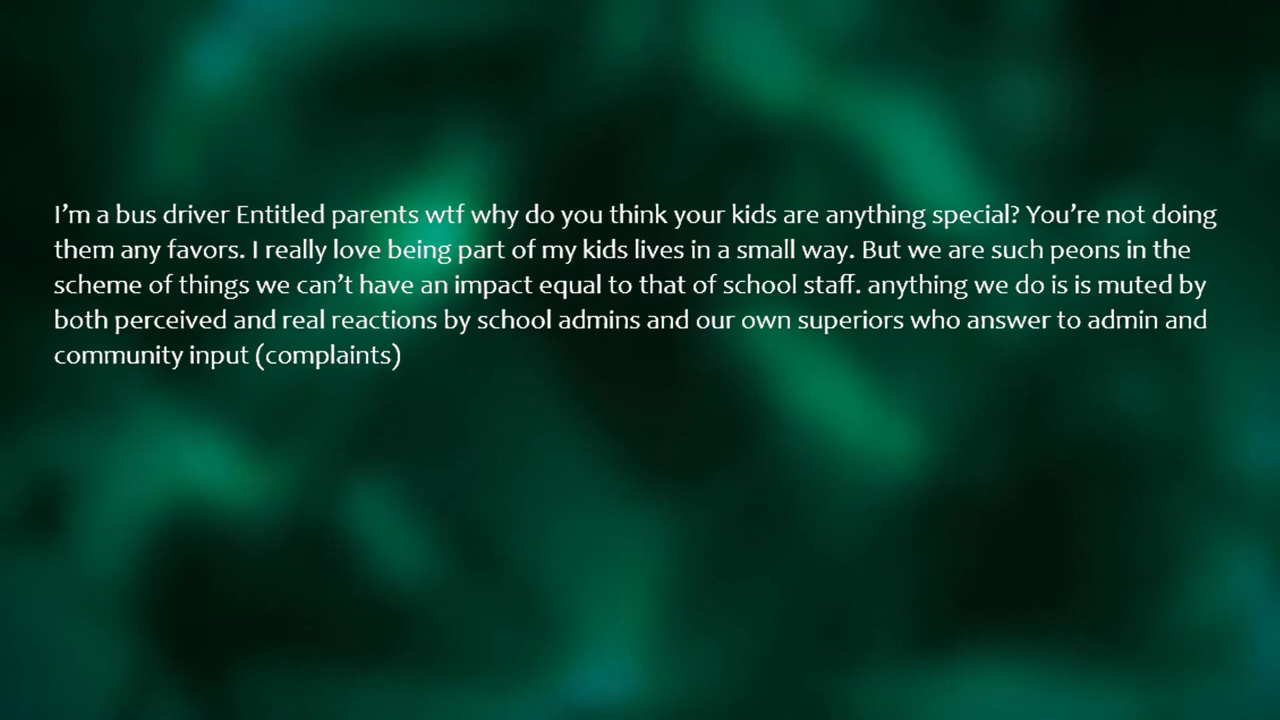 I’m a bus driver Entitled parents wtf why do you think your kids are anything special? You’re not doing
them any favors. I really love being part of my kids lives in a small way. But we are such peons in the
scheme of things we can’t have an impact equal to that of school staff. anything we do is is muted by
both perceived and real reactions by school admins and our own superiors who answer to admin and
community input (complaints)